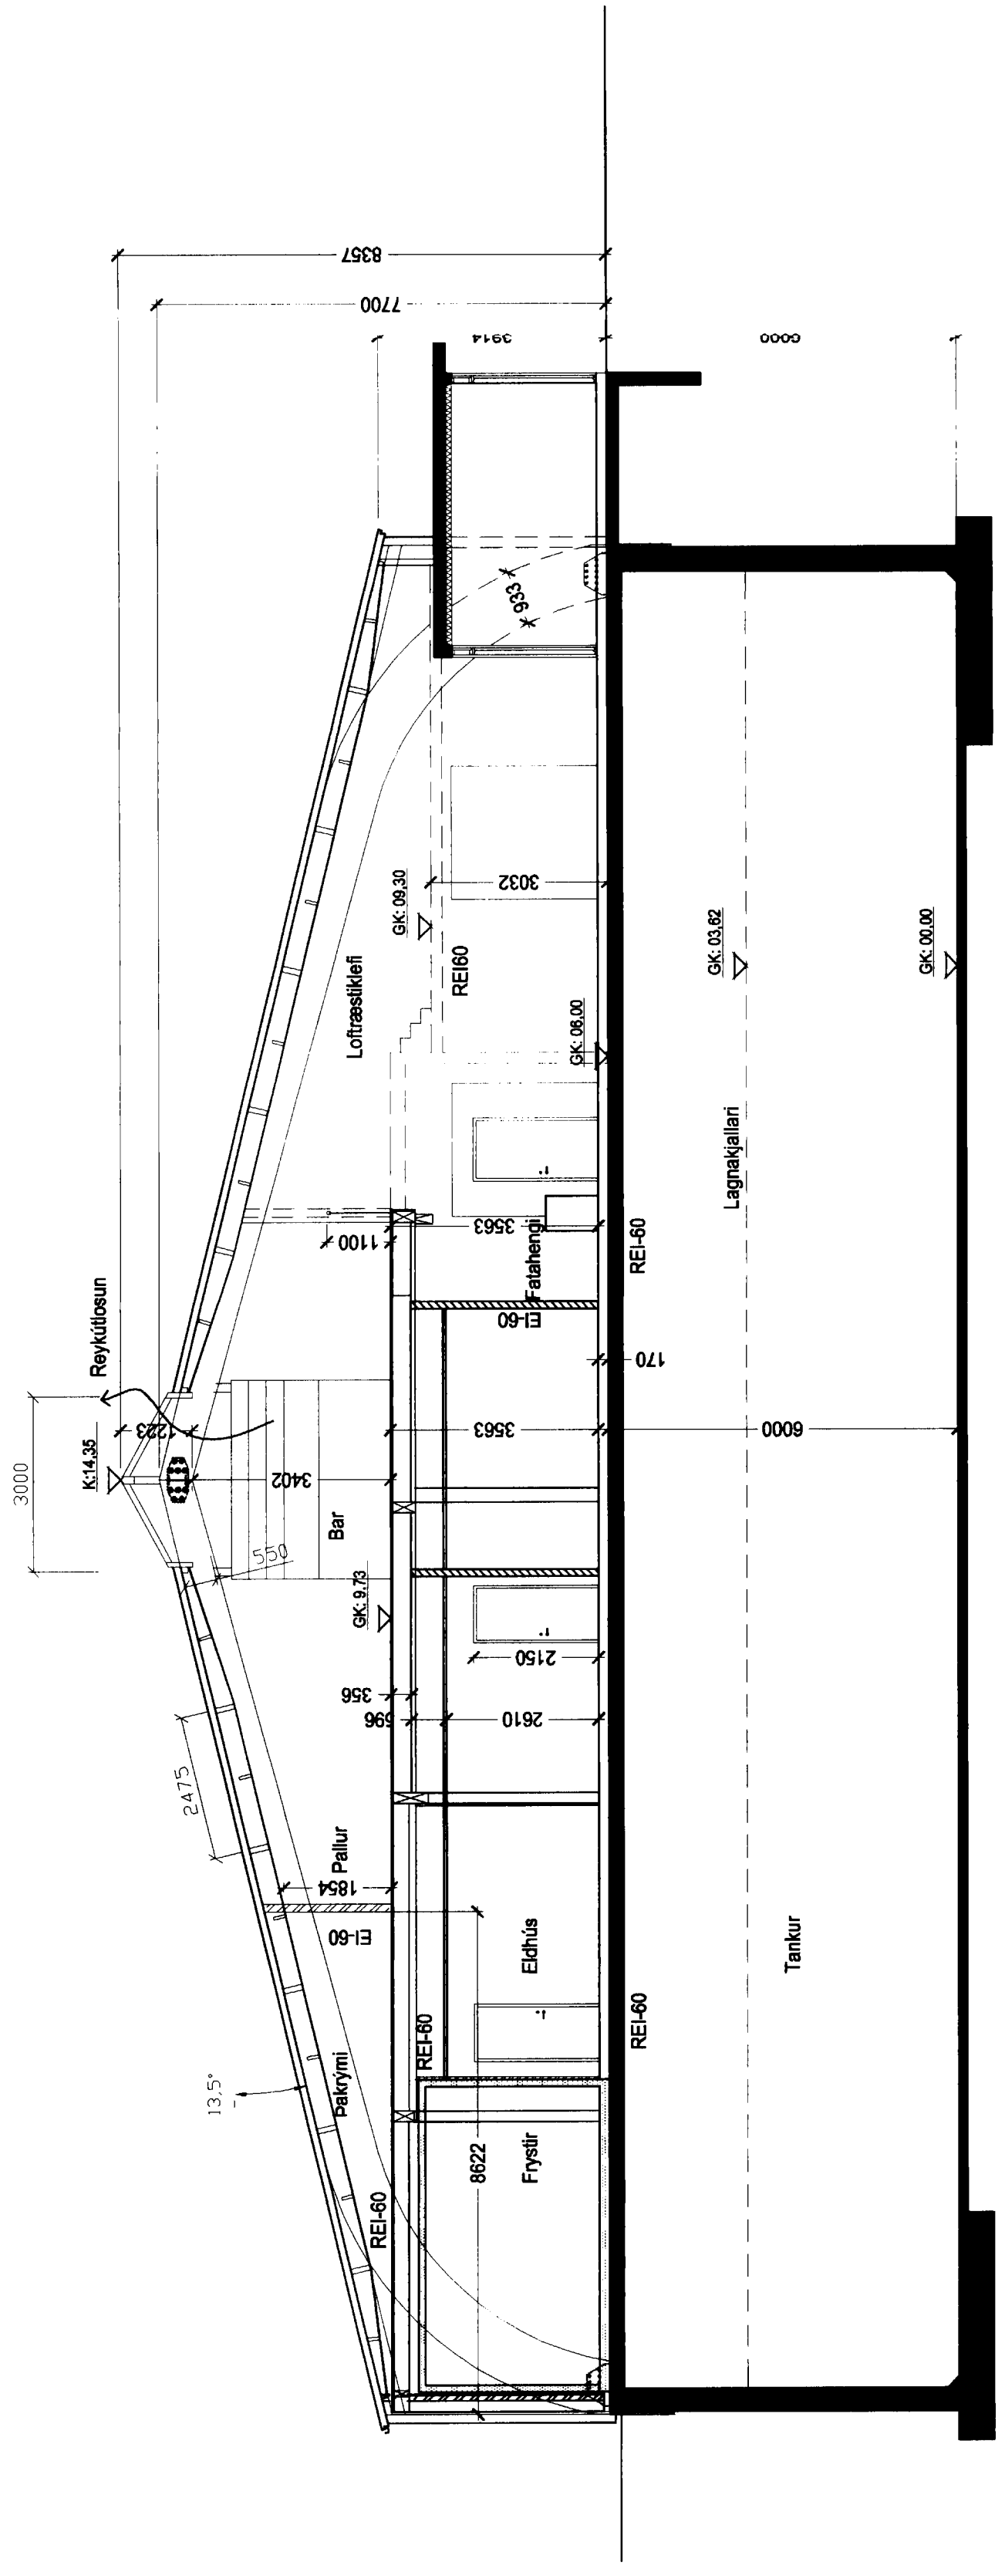 3000
K:14,35
Reykútlosun
1223
8357
7700
3914
6000
550
3402
Bar
GK: 9,73
2475
1854
Pallur
EI-60
13,5°
Pakrými
REI-60
REI-60
8622
Frystir
Eldhús
356
596
2610
2150
3563
170
6000
EI-60
Fatahengi
3563
1100
Loftræstiklefi
GK: 09,30
REI60
3032
933
GK: 06,00
REI-60
REI-60
Lagnakjallari
GK: 03,62
GK: 00,00
Tankur